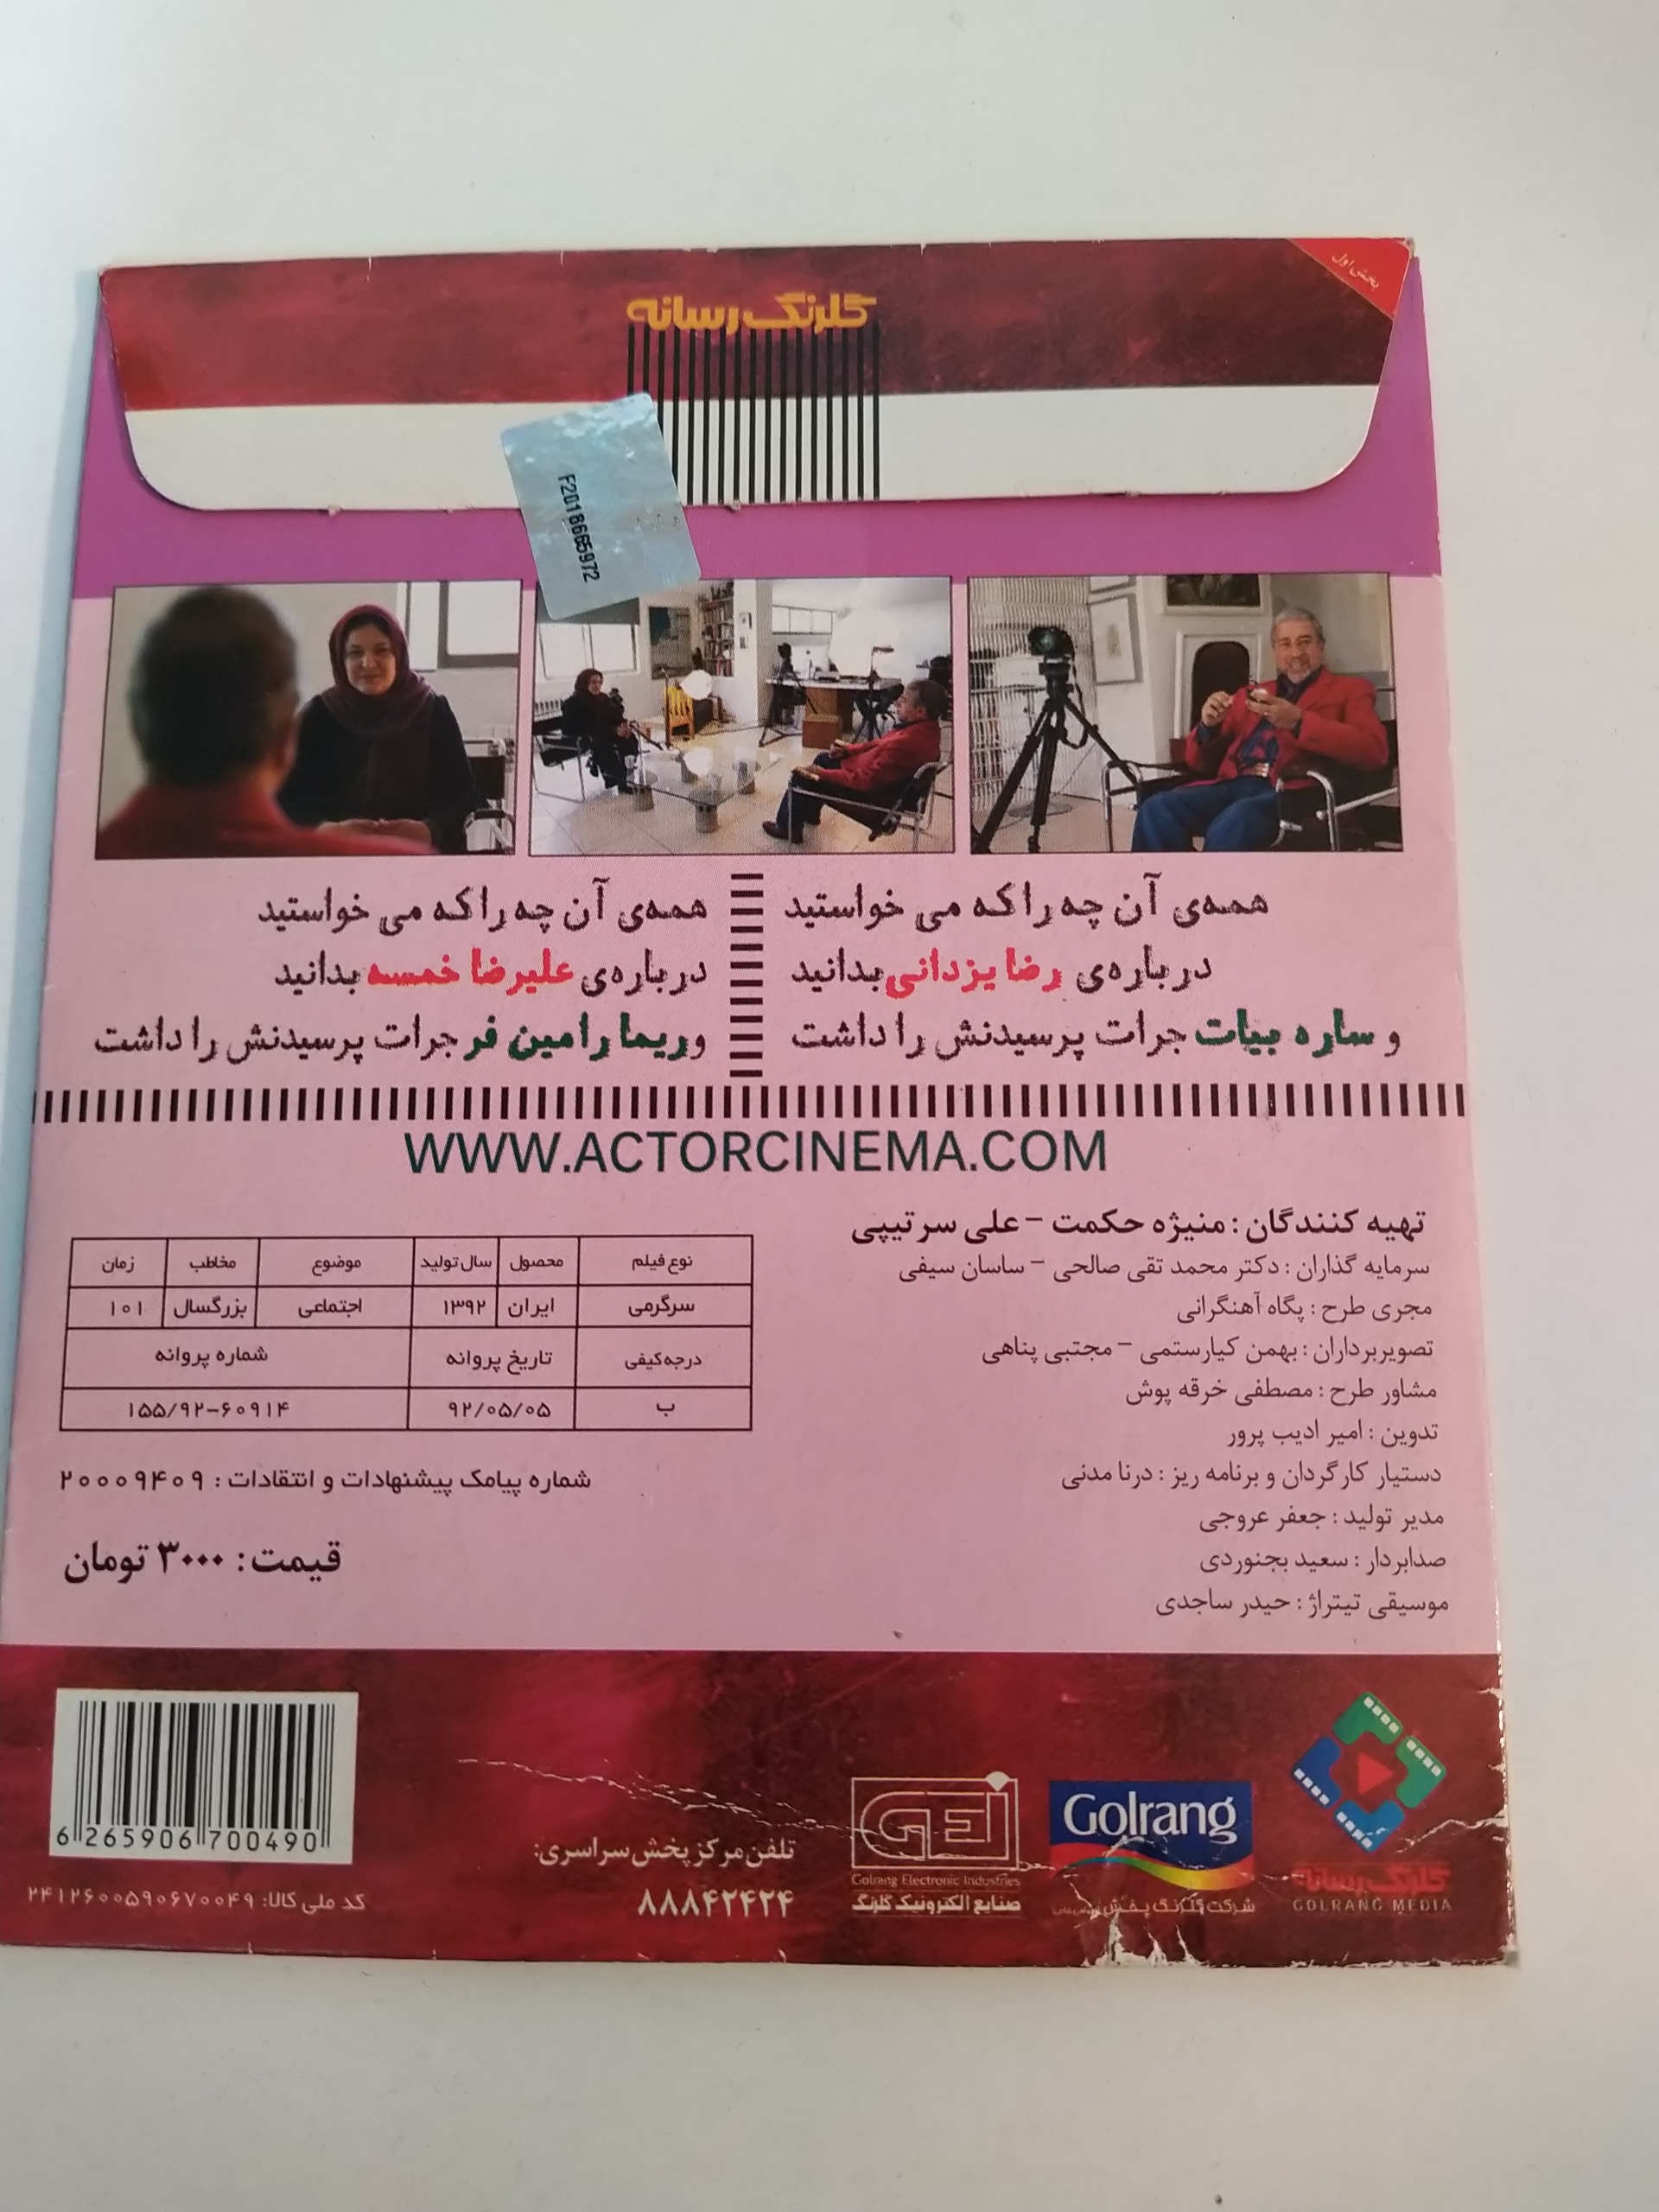 بخش اول
گلرنگ رسانه
F2018665972
همه‌ی آن چه را که می خواستید
درباره‌ی رضا یزدانی بدانید
و ساره بیات جرات پرسیدنش را داشت
همه‌ی آن چه را که می خواستید
درباره‌ی علیرضا خمسه بدانید
و ریما رامین فر جرات پرسیدنش را داشت
WWW.ACTORCINEMA.COM
تهیه کنندگان : منیژه حکمت – علی سرتیپی
سرمایه گذاران : دکتر محمد تقی صالحی – ساسان سیفی
مجری طرح : پگاه آهنگرانی
تصویربرداران : بهمن کیارستمی – مجتبی پناهی
مشاور طرح : مصطفی خرقه پوش
تدوین : امیر ادیب پرور
دستیار کارگردان و برنامه ریز : درنا مدنی
مدیر تولید : جعفر عروجی
صدابردار : سعید بجنوردی
موسیقی تیتراژ : حیدر ساجدی
نوع فیلم محصول سال تولید موضوع مخاطب زمان
سرگرمی ایران ۱۳۹۲ اجتماعی بزرگسال ۱۰۱
درجه کیفی تاریخ پروانه شماره پروانه
ب ۹۲/۰۵/۰۵ ۱۵۵/۹۲-۶۰۹۱۴
شماره پیامک پیشنهادات و انتقادات : ۲۰۰۰۹۴۰۹
قیمت : ۳۰۰۰ تومان
گلرنگ رسانه
GOLRANG MEDIA
Golrang
شرکت گلرنگ پخش
GEI
Golrang Electronic Industries
صنایع الکترونیک گلرنگ
تلفن مرکز پخش سراسری:
۸۸۸۴۲۴۲۴
6 265906 700490
کد ملی کالا: ۲۴۱۲۶۰۰۵۹۰۶۷۰۰۴۹